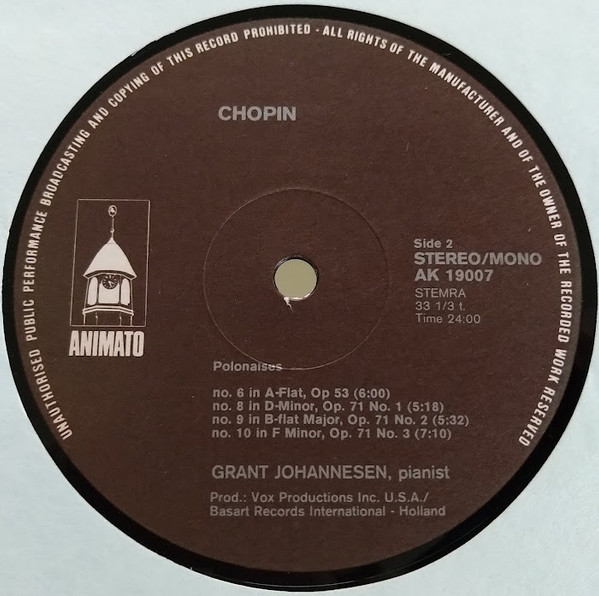 UNAUTHORISED PUBLIC PERFORMANCE BROADCASTING AND COPYING OF THIS RECORD PROHIBITED - ALL RIGHTS OF THE MANUFACTURER AND OF THE OWNER OF THE RECORDED WORK RESERVED
CHOPIN
Side 2
STEREO/MONO
AK 19007
STEMRA
33 1/3 t.
Time 24:00
ANIMATO
Polonaises
no. 6 in A-Flat, Op 53 (6:00)
no. 8 in D-Minor, Op. 71 No. 1 (5:18)
no. 9 in B-flat Major, Op. 71 No. 2 (5:32)
no. 10 in F Minor, Op. 71 No. 3 (7:10)
GRANT JOHANNESEN, pianist
Prod.: Vox Productions Inc. U.S.A./
Basart Records International - Holland